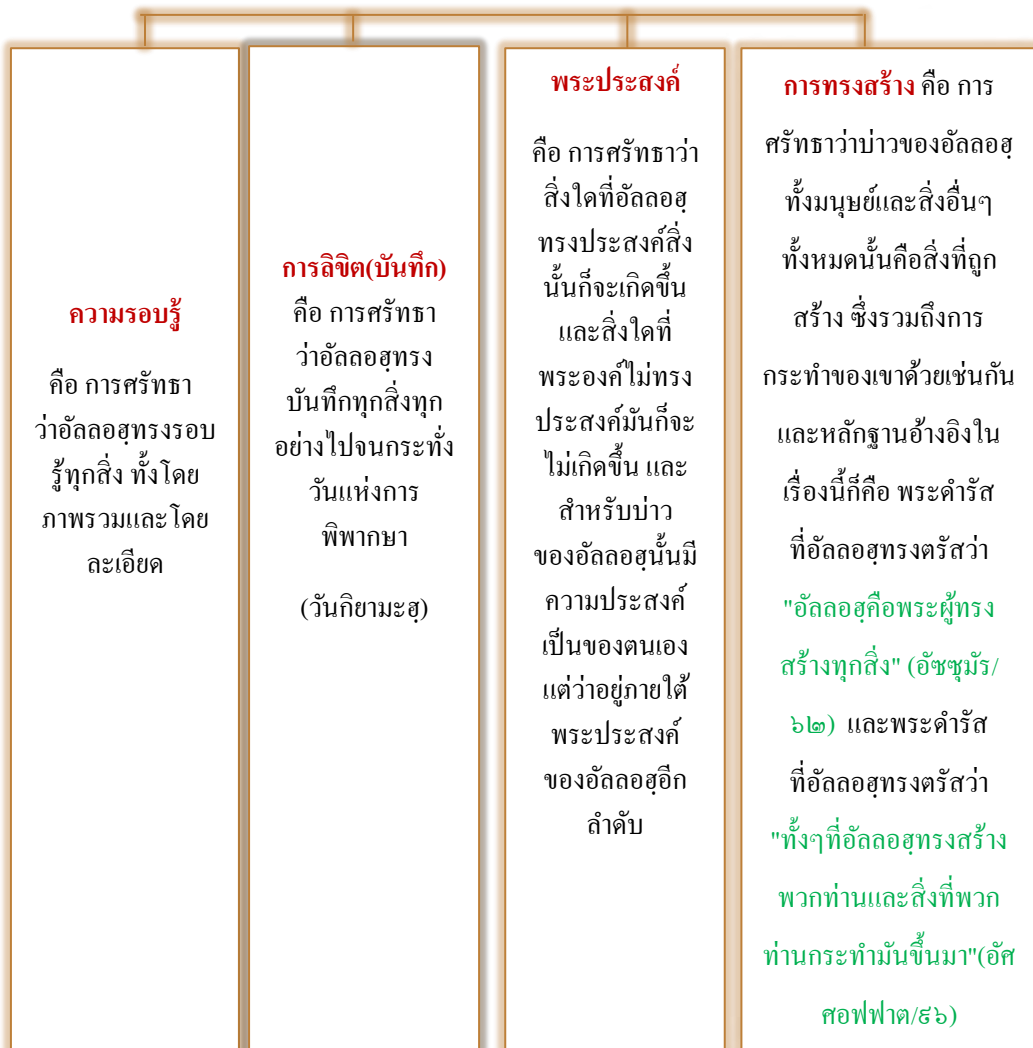 ความรอบรู้
คือ การศรัทธา
ว่าอัลลอฮฺทรงรอบ
รู้ทุกสิ่ง ทั้งโดย
ภาพรวมและโดย
ละเอียด
การลิขิต(บันทึก)
คือ การศรัทธา
ว่าอัลลอฮฺทรง
บันทึกทุกสิ่งทุก
อย่างไปจนกระทั่ง
วันแห่งการ
พิพากษา
(วันกิยามะฮฺ)
พระประสงค์
คือ การศรัทธาว่า
สิ่งใดที่อัลลอฮฺ
ทรงประสงค์สิ่ง
นั้นก็จะเกิดขึ้น
และสิ่งใดที่
พระองค์ไม่ทรง
ประสงค์มันก็จะ
ไม่เกิดขึ้น และ
สำหรับบ่าว
ของอัลลอฮฺนั้นมี
ความประสงค์
เป็นของตนเอง
แต่ว่าอยู่ภายใต้
พระประสงค์
ของอัลลอฮฺอีก
ลำดับ
การทรงสร้าง คือ การ
ศรัทธาว่าบ่าวของอัลลอฮฺ
ทั้งมนุษย์และสิ่งอื่นๆ
ทั้งหมดนั้นคือสิ่งที่ถูก
สร้าง ซึ่งรวมถึงการ
กระทำของเขาด้วยเช่นกัน
และหลักฐานอ้างอิงใน
เรื่องนี้ก็คือ พระดำรัส
ที่อัลลอฮฺทรงตรัสว่า
"อัลลอฮฺคือพระผู้ทรง
สร้างทุกสิ่ง" (อัซซุมัร/
๖๒) และพระดำรัส
ที่อัลลอฮฺทรงตรัสว่า
"ทั้งๆที่อัลลอฮฺทรงสร้าง
พวกท่านและสิ่งที่พวก
ท่านกระทำมันขึ้นมา"(อัศ
ศอฟฟาต/๙๖)